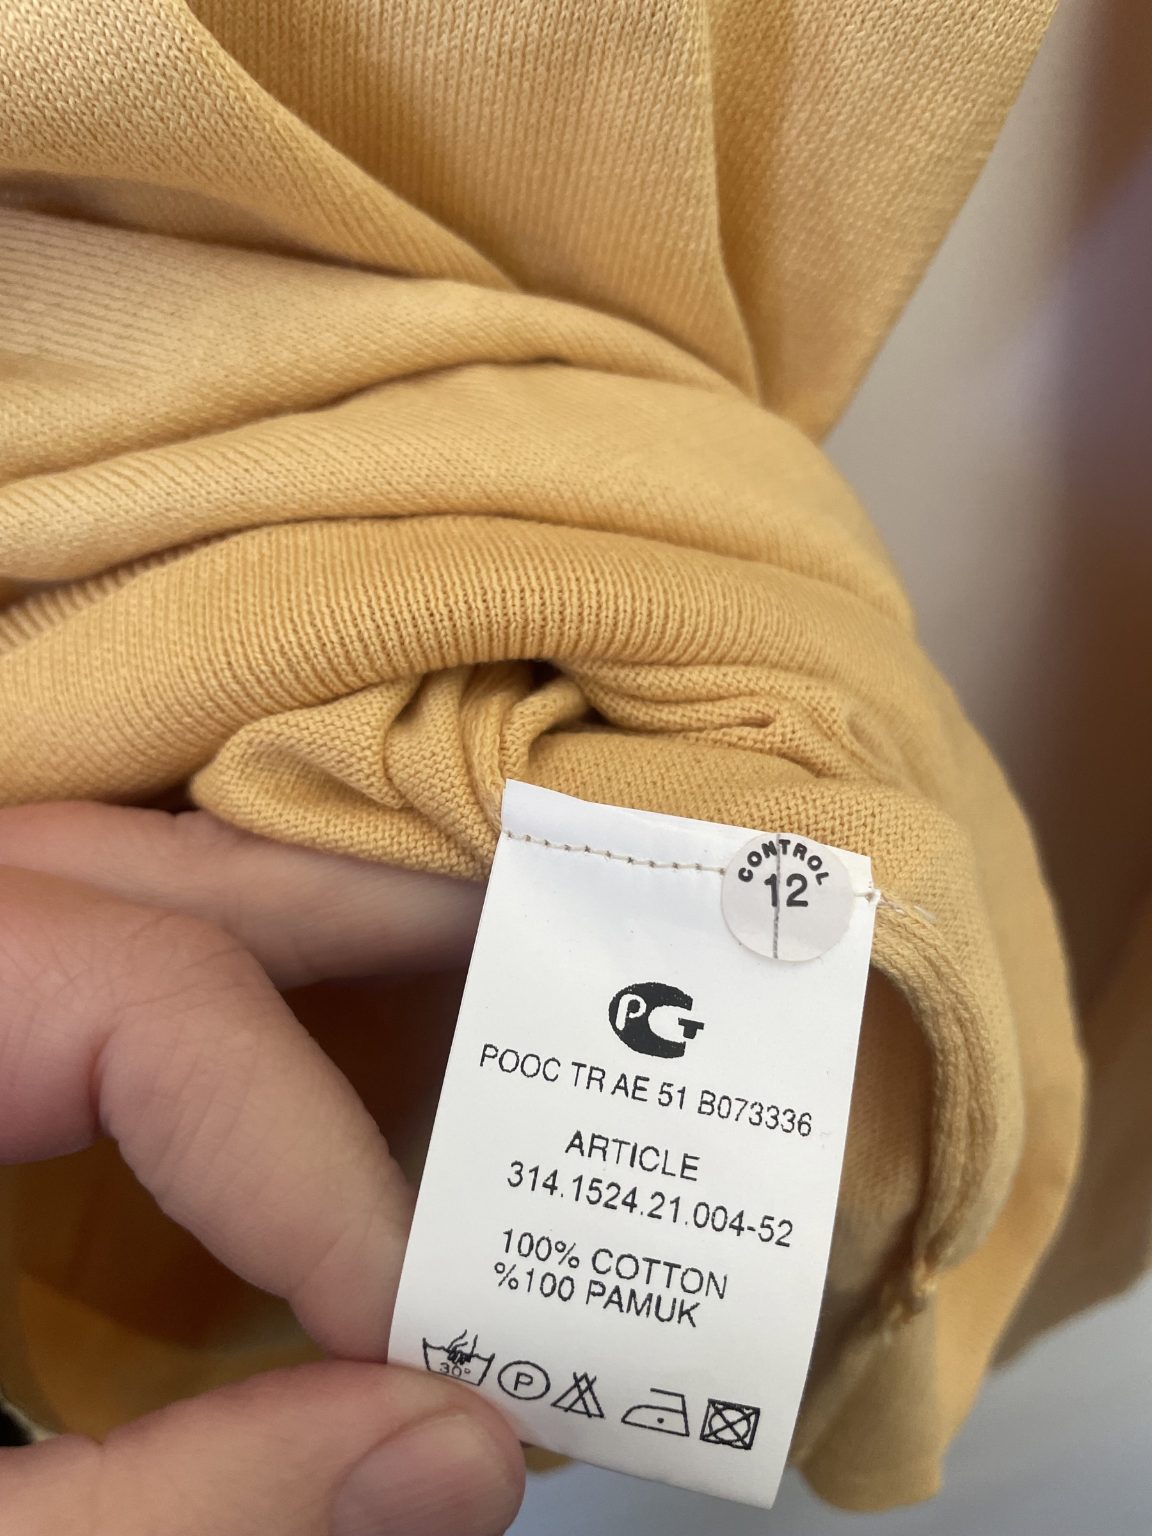 CONTROL
12
PCT
POOC TR AE 51 B073336
ARTICLE
314.1524.21.004-52
100% COTTON
%100 PAMUK
30°
P